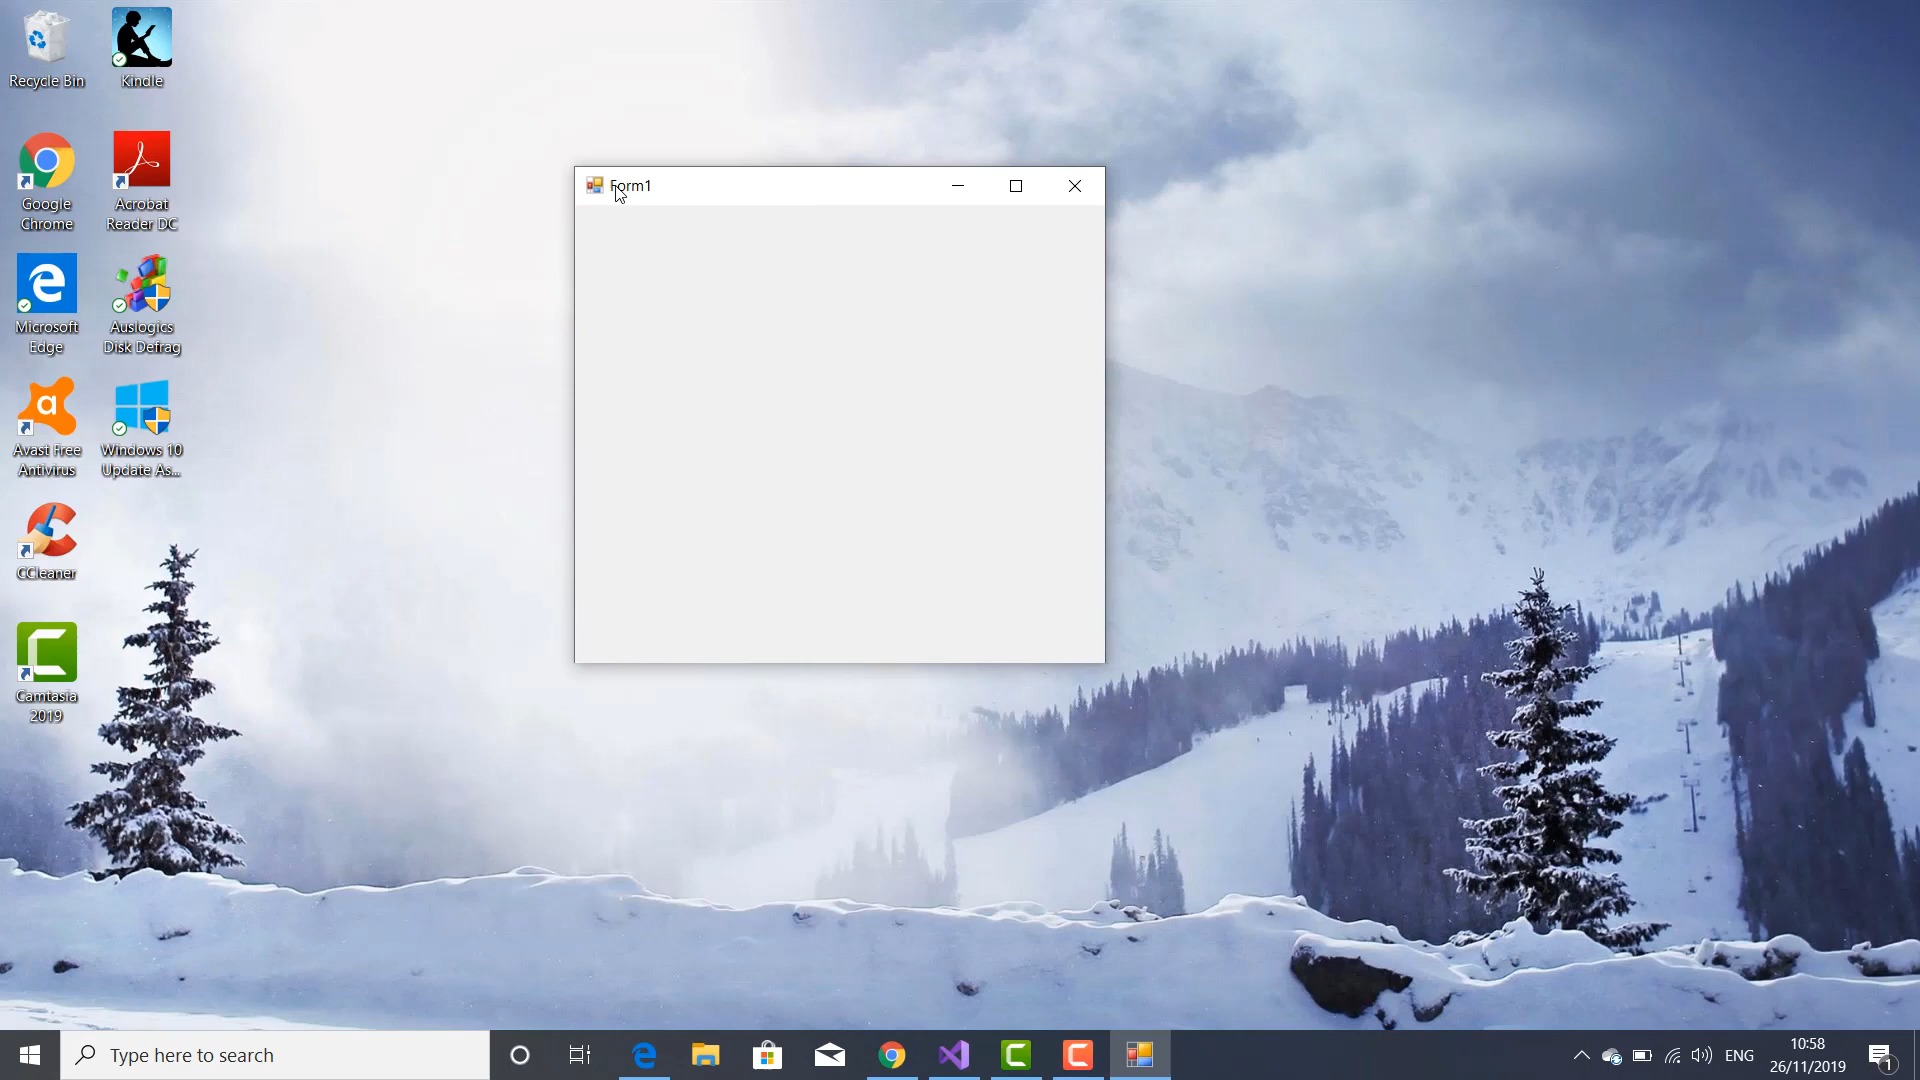 Recycle Bin
Kindle
Google
Chrome
Acrobat
Reader DC
Microsoft
Edge
Auslogics
Disk Defrag
Avast Free
Antivirus
Windows 10
Update As...
CCleaner
Camtasia
2019
Form1
Type here to search
ENG
10:58
26/11/2019
1